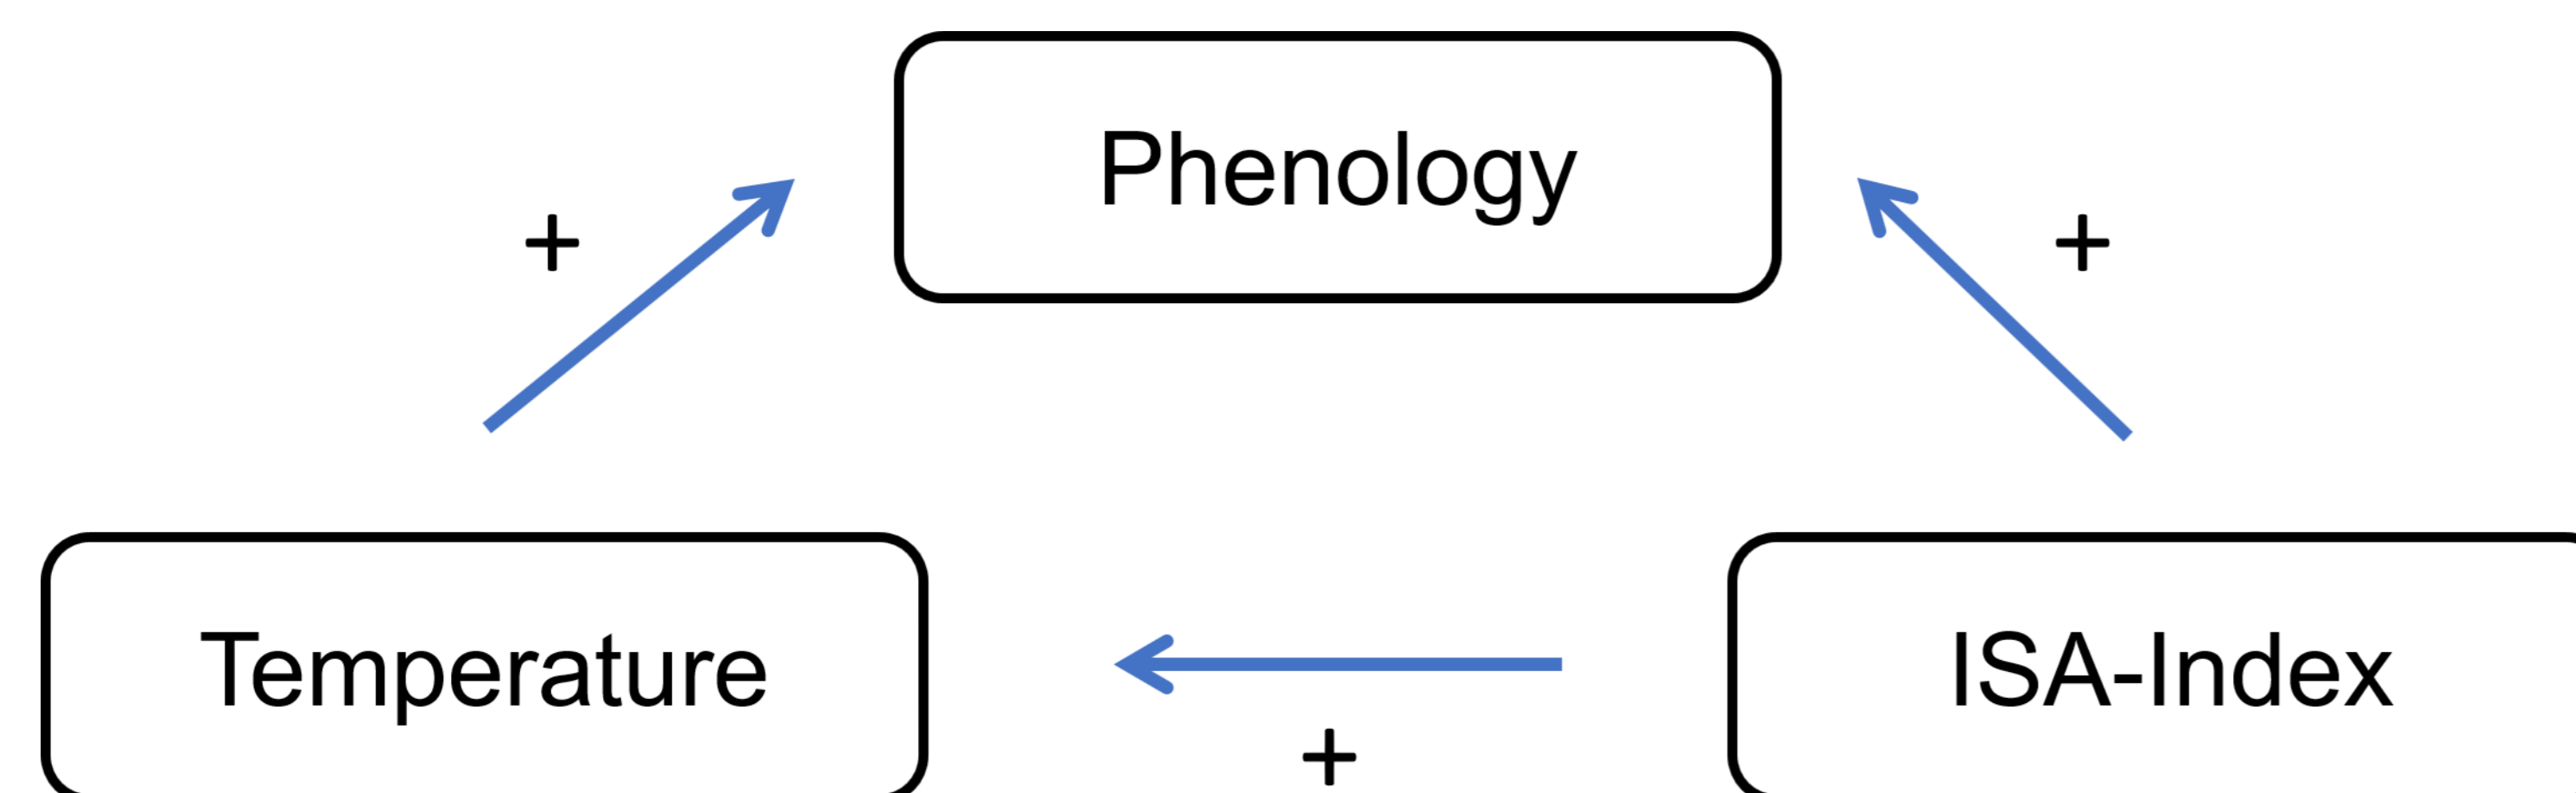 Phenology
+
+
Temperature
ISA-Index
+